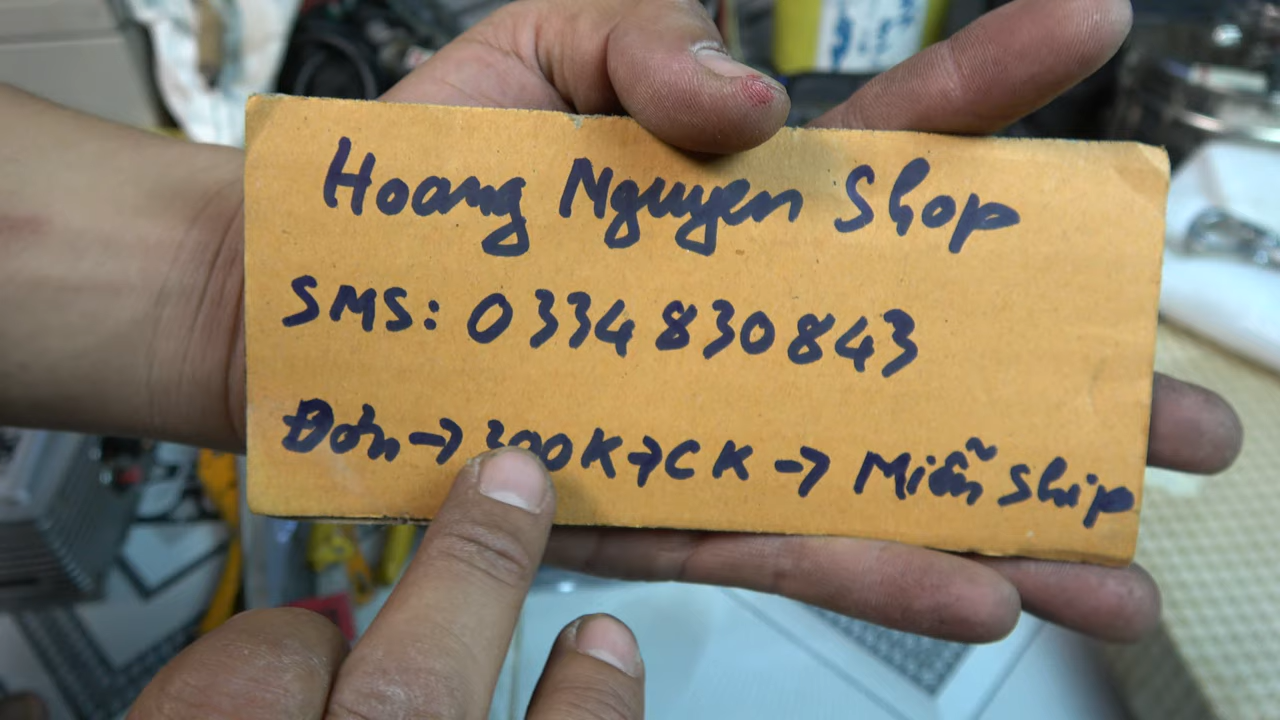 Hoang Nguyen Shop
SMS: 0334830843
Đơn → 300K → CK → Miễn ship